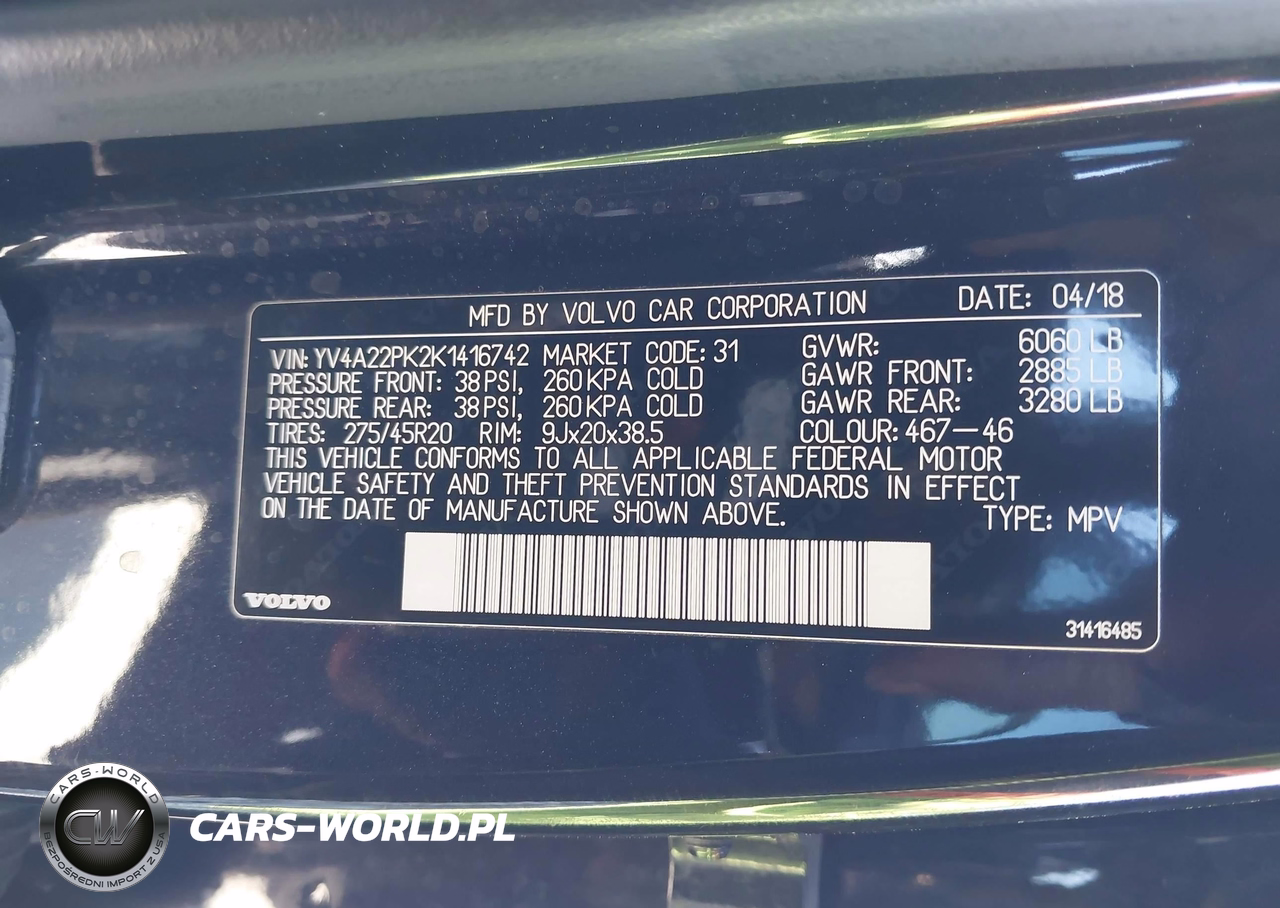 MFD BY VOLVO CAR CORPORATION DATE: 04/18
VIN: YV4A22PK2K1416742 MARKET CODE: 31 GVWR: 6060 LB
PRESSURE FRONT: 38 PSI, 260 KPA COLD GAWR FRONT: 2885 LB
PRESSURE REAR: 38 PSI, 260 KPA COLD GAWR REAR: 3280 LB
TIRES: 275/45R20 RIM: 9Jx20x38.5 COLOUR: 467-46
THIS VEHICLE CONFORMS TO ALL APPLICABLE FEDERAL MOTOR
VEHICLE SAFETY AND THEFT PREVENTION STANDARDS IN EFFECT
ON THE DATE OF MANUFACTURE SHOWN ABOVE. TYPE: MPV
VOLVO
31416485
CARS-WORLD
CW
BEZPOŚREDNI IMPORT Z USA
CARS-WORLD.PL